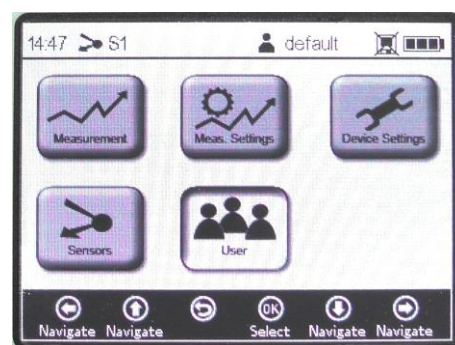 14:47 S1 default
Measurement Meas. Settings Device Settings
Sensors User
OK
Navigate Navigate Select Navigate Navigate